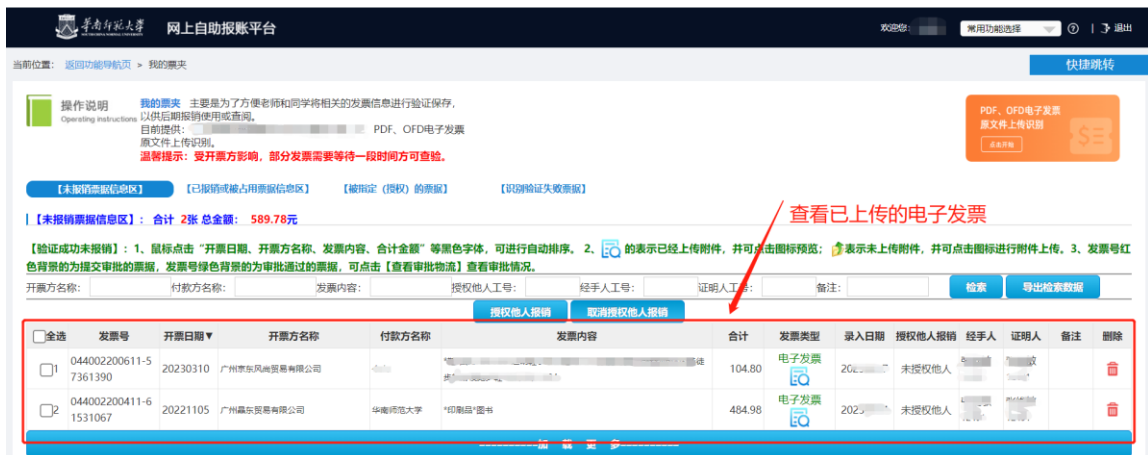 华南师范大学 网上自助报账平台 欢迎您: 常用功能选择 ? 退出
当前位置: 返回功能导航页 > 我的票夹 快捷跳转
操作说明
Operating instructions
我的票夹 主要是为了方便老师和同学将相关的发票信息进行验证保存,
以供后期报销使用或查阅。
目前提供: PDF、OFD电子发票
原文件上传识别。
温馨提示:受开票方影响,部分发票需要等待一段时间方可查验。
PDF、OFD电子发票
原文件上传识别
点击开始
【未报销票据信息区】 【已报销或被占用票据信息区】 【被指定(授权)的票据】 【识别验证失败票据】
【未报销票据信息区】: 合计 2张 总金额: 589.78元
查看已上传的电子发票
【验证成功未报销】:1、鼠标点击“开票日期、开票方名称、发票内容、合计金额”等黑色字体,可进行自动排序。 2、 的表示已经上传附件,并可点击图标预览; 表示未上传附件,并可点击图标进行附件上传。3、发票号红
色背景的为提交审批的票据,发票号绿色背景的为审批通过的票据,可点击【查看审批物流】查看审批情况。
开票方名称: 付款方名称: 发票内容: 授权他人工号: 经手人工号: 证明人工号: 备注: 检索 导出检索数据
授权他人报销 取消授权他人报销
全选 发票号 开票日期▼ 开票方名称 付款方名称 发票内容 合计 发票类型 录入日期 授权他人报销 经手人 证明人 备注 删除
1 044002200611-5
7361390 20230310 广州京东风尚贸易有限公司 104.80 电子发票 未授权他人
2 044002200411-6
1531067 20221105 广州晶东贸易有限公司 华南师范大学 *印刷品*图书 484.98 电子发票 未授权他人
-----------加 载 更 多-----------